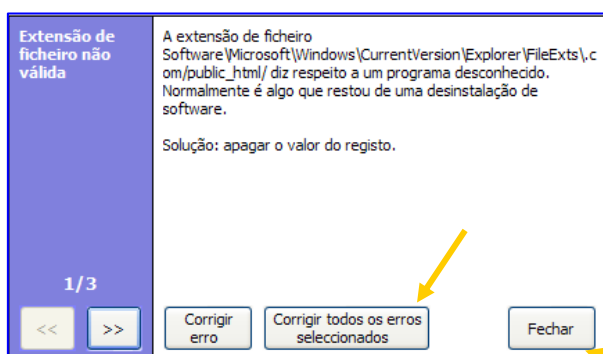 Extensão de
ficheiro não
válida
A extensão de ficheiro
Software\Microsoft\Windows\CurrentVersion\Explorer\FileExts\.c
om/public_html/ diz respeito a um programa desconhecido.
Normalmente é algo que restou de uma desinstalação de
software.
Solução: apagar o valor do registo.
1/3
<<
>>
Corrigir
erro
Corrigir todos os erros
seleccionados
Fechar